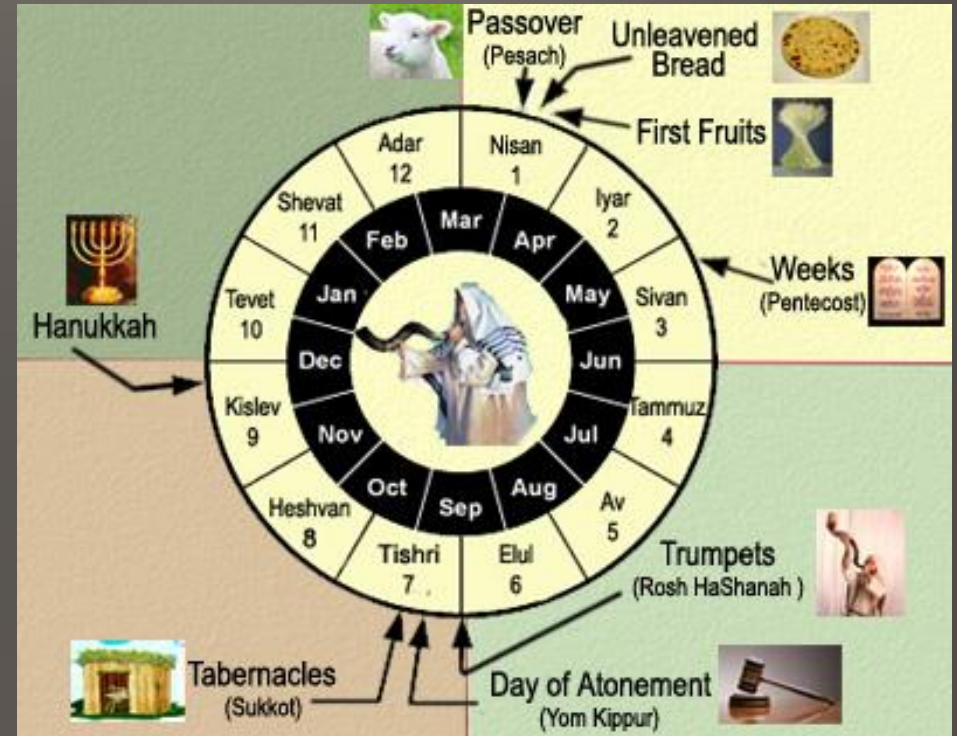 Passover
(Pesach)
Unleavened
Bread
First Fruits
Weeks
(Pentecost)
Trumpets
(Rosh HaShanah )
Day of Atonement
(Yom Kippur)
Tabernacles
(Sukkot)
Hanukkah
Nisan
1
Iyar
2
Sivan
3
Tammuz
4
Av
5
Elul
6
Tishri
7
Heshvan
8
Kislev
9
Tevet
10
Shevat
11
Adar
12
Mar
Apr
May
Jun
Jul
Aug
Sep
Oct
Nov
Dec
Jan
Feb